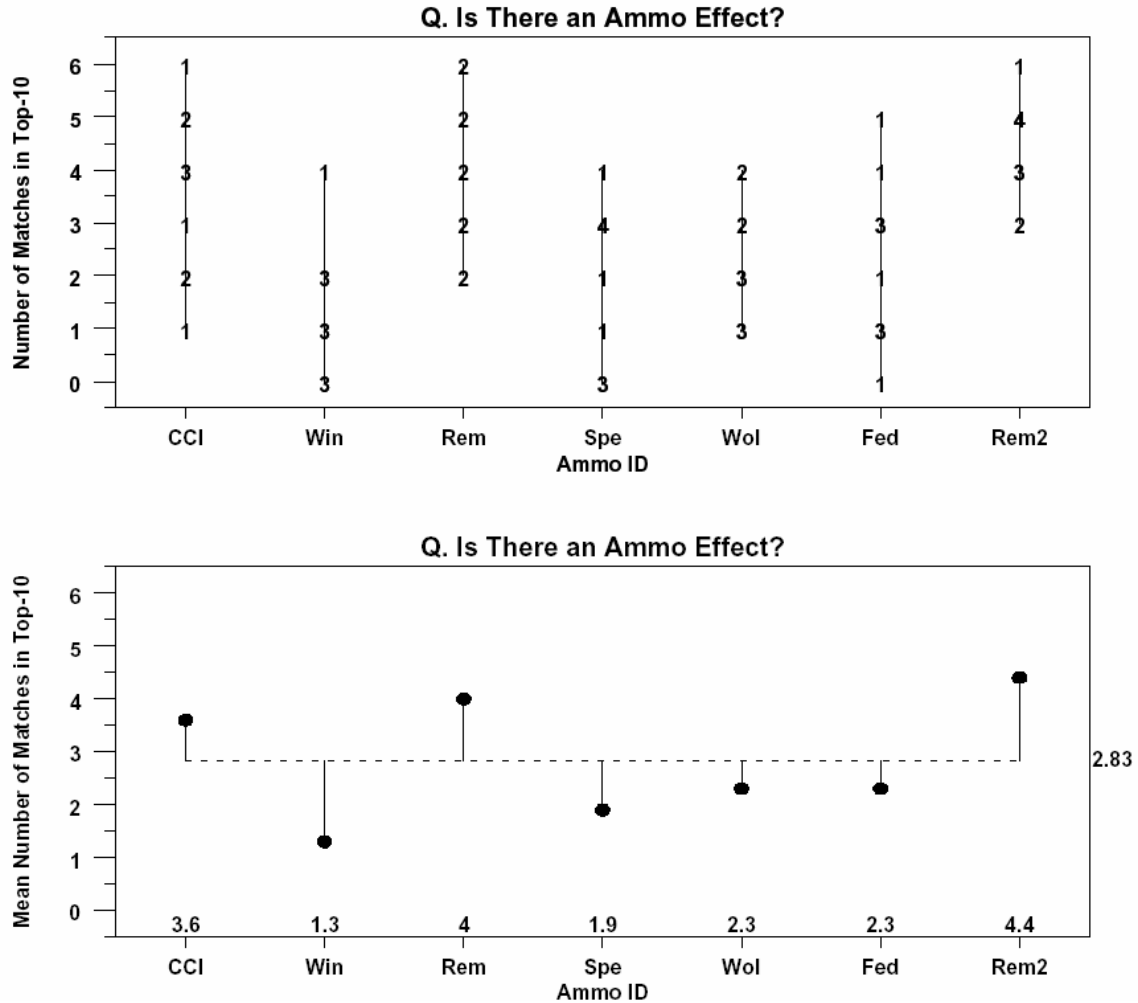 Q. Is There an Ammo Effect?
Number of Matches in Top-10
6 1 2 1
5 2 2 1 4
4 3 1 2 1 2 1 3
3 1 2 4 2 3 2
2 2 3 2 1 3 1
1 1 3 1 3 3
0 3 3 1
CCI Win Rem Spe Wol Fed Rem2
Ammo ID
Q. Is There an Ammo Effect?
Mean Number of Matches in Top-10
6
5
4
3
2.83
2
1
0
3.6 1.3 4 1.9 2.3 2.3 4.4
CCI Win Rem Spe Wol Fed Rem2
Ammo ID